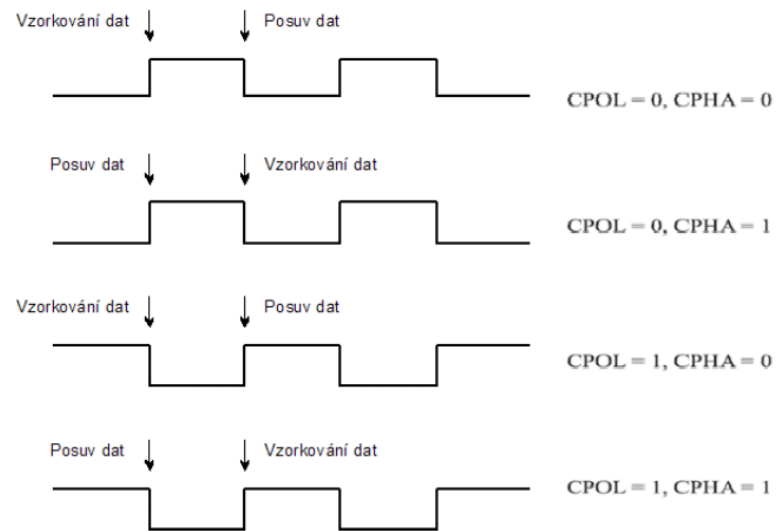 Vzorkování dat Posuv dat
CPOL = 0, CPHA = 0
Posuv dat Vzorkování dat
CPOL = 0, CPHA = 1
Vzorkování dat Posuv dat
CPOL = 1, CPHA = 0
Posuv dat Vzorkování dat
CPOL = 1, CPHA = 1